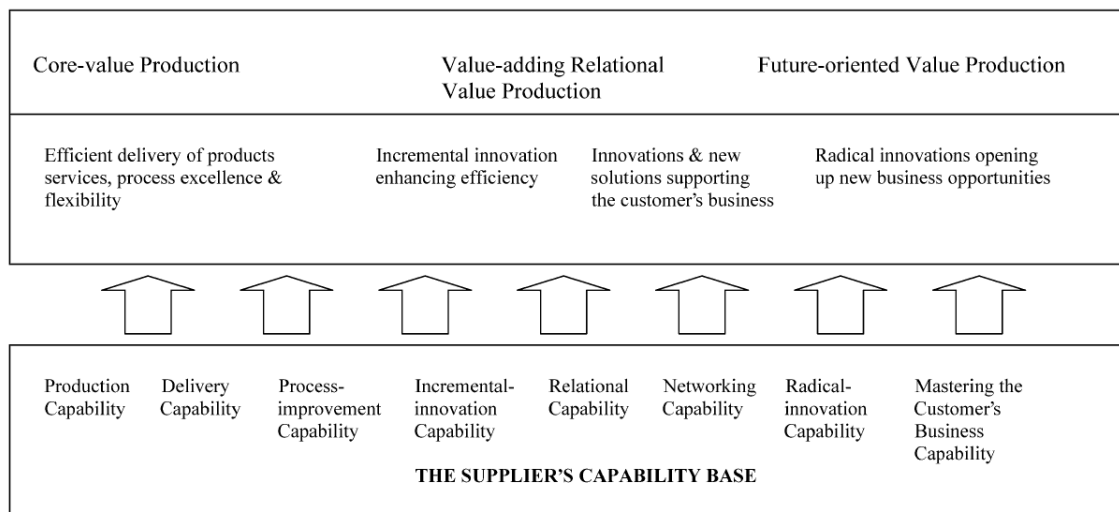 Core-value Production
Value-adding Relational
Value Production
Future-oriented Value Production
Efficient delivery of products
services, process excellence &
flexibility
Incremental innovation
enhancing efficiency
Innovations & new
solutions supporting
the customer’s business
Radical innovations opening
up new business opportunities
Production
Capability
Delivery
Capability
Process-
improvement
Capability
Incremental-
innovation
Capability
Relational
Capability
Networking
Capability
Radical-
innovation
Capability
Mastering the
Customer’s
Business
Capability
THE SUPPLIER’S CAPABILITY BASE